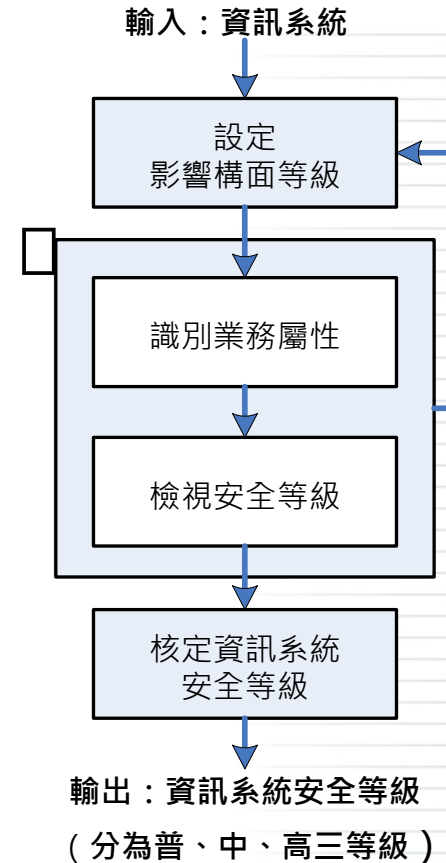 輸入：資訊系統
設定
影響構面等級
識別業務屬性
檢視安全等級
核定資訊系統
安全等級
輸出：資訊系統安全等級
（分為普、中、高三等級）